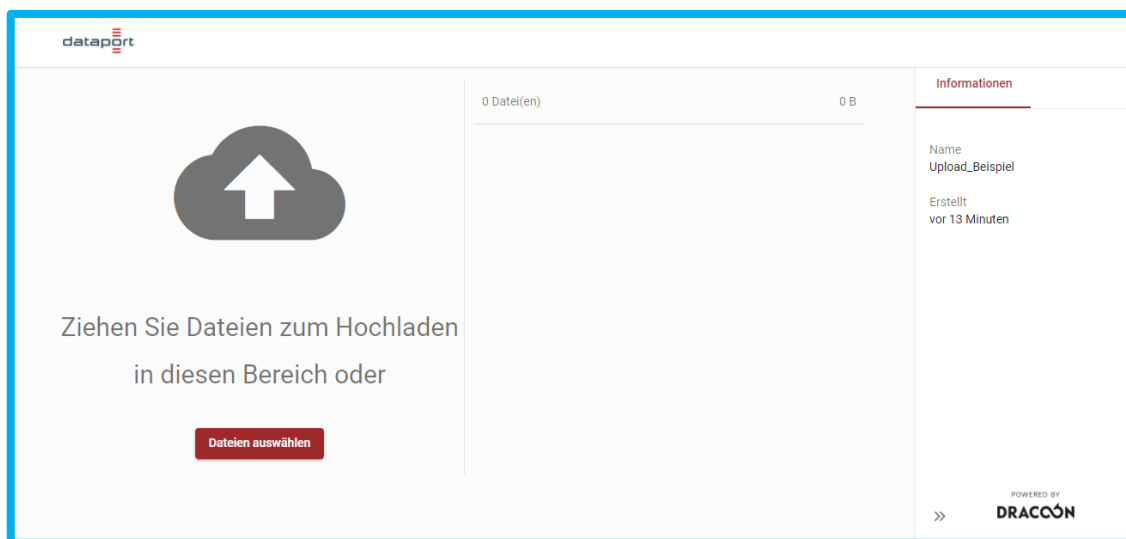 dataport
Ziehen Sie Dateien zum Hochladen
in diesen Bereich oder
Dateien auswählen
0 Datei(en) 0 B
Informationen
Name
Upload_Beispiel
Erstellt
vor 13 Minuten
POWERED BY
DRACOON